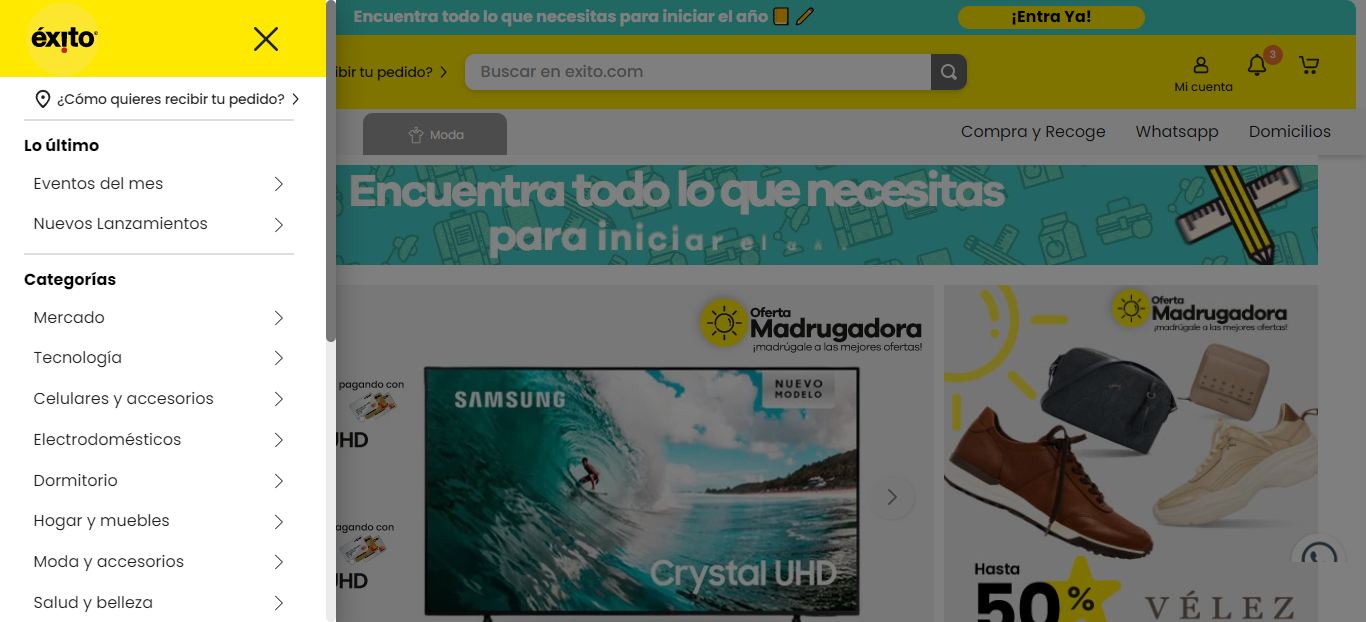 éxito
¿Cómo quieres recibir tu pedido?
Lo último
Eventos del mes
Nuevos Lanzamientos
Categorías
Mercado
Tecnología
Celulares y accesorios
Electrodomésticos
Dormitorio
Hogar y muebles
Moda y accesorios
Salud y belleza
Encuentra todo lo que necesitas para iniciar el año
¡Entra Ya!
ibir tu pedido?
Buscar en exito.com
Mi cuenta
3
Moda
Compra y Recoge
Whatsapp
Domicilios
Encuentra todo lo que necesitas
para iniciar el a ñ
Oferta
Madrugadora
¡madrúgale a las mejores ofertas!
pagando con
UHD
pagando con
UHD
SAMSUNG
NUEVO
MODELO
Crystal UHD
Oferta
Madrugadora
¡madrúgale a las mejores ofertas!
Hasta
50%
VÉLEZ